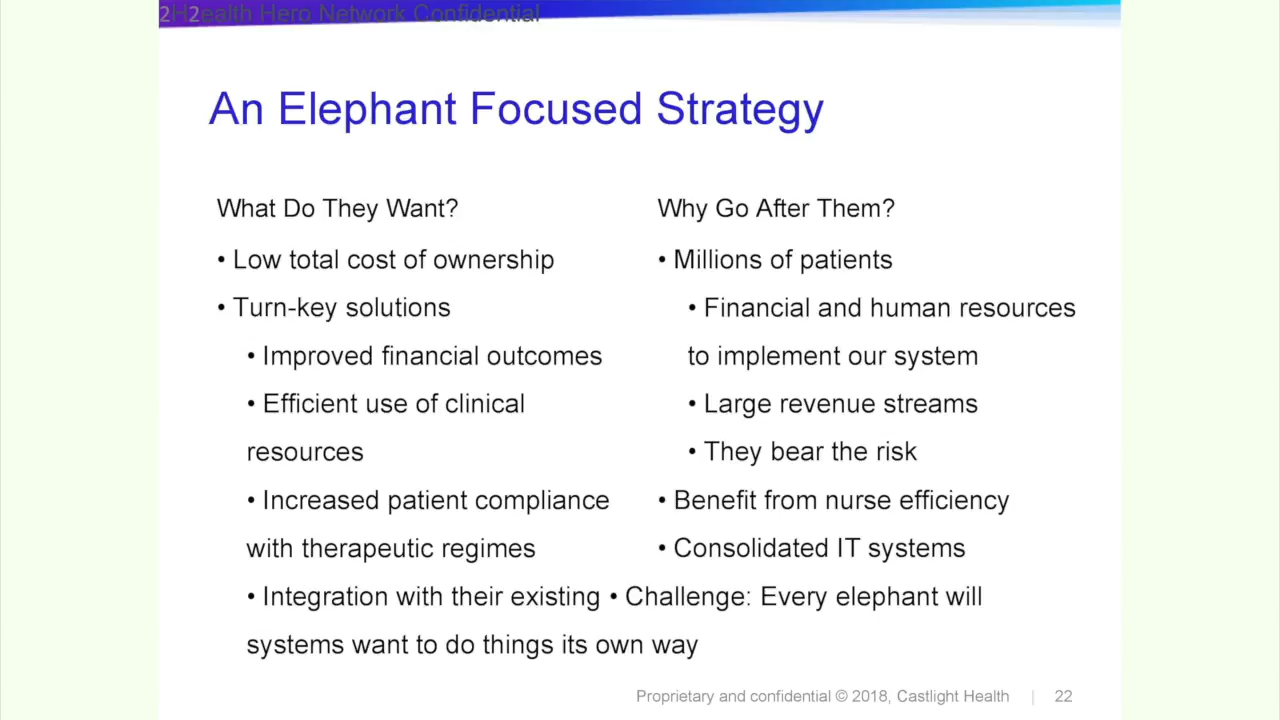 2H2ealth Hero Network Confidential
An Elephant Focused Strategy
What Do They Want?
• Low total cost of ownership
• Turn-key solutions
• Improved financial outcomes
• Efficient use of clinical
resources
• Increased patient compliance
with therapeutic regimes
• Integration with their existing • Challenge: Every elephant will
systems want to do things its own way
Why Go After Them?
• Millions of patients
• Financial and human resources
to implement our system
• Large revenue streams
• They bear the risk
• Benefit from nurse efficiency
• Consolidated IT systems
Proprietary and confidential © 2018, Castlight Health | 22